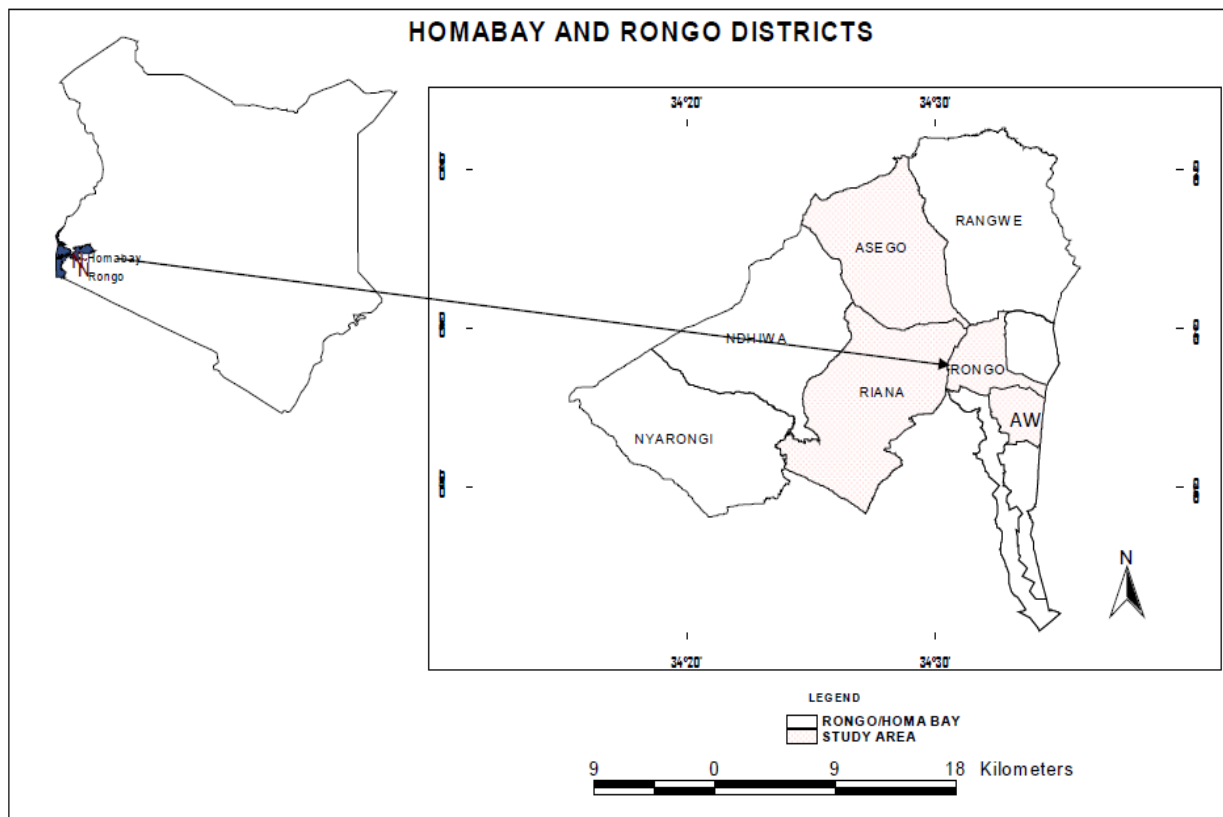 HOMABAY AND RONGO DISTRICTS
34°20'
34°30'
RANGWE
ASEGO
Homabay
N
Rongo
NDHIWA
RONGO
RIANA
AW
NYARONGI
N
34°20'
34°30'
LEGEND
RONGO/HOMA BAY
STUDY AREA
9 0 9 18 Kilometers